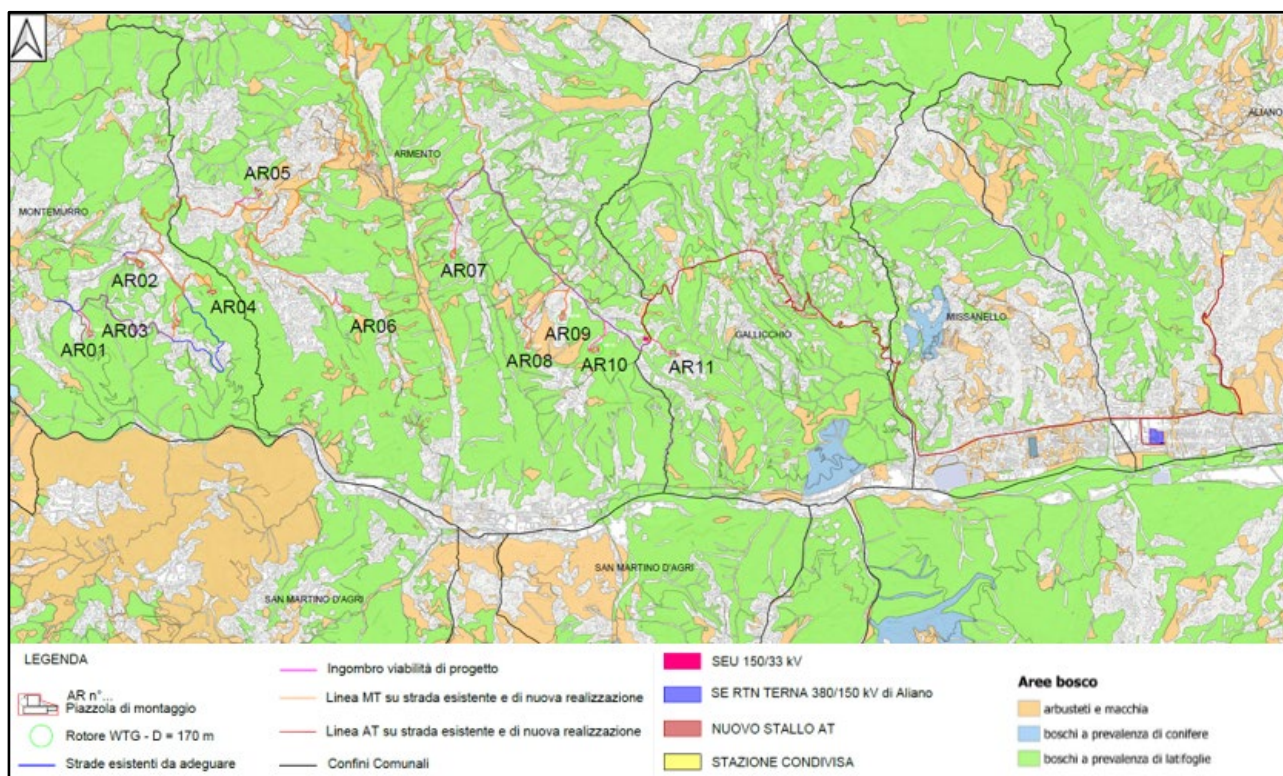 ALIANO
ARMENTO
AR05
MONTEMURRO
AR02
AR07
AR04
AR03
AR06
AR01
AR09
AR08
AR10
AR11
GALLICCHIO
MISSANELLO
SAN MARTINO D'AGRI
SAN MARTINO D'AGRI
LEGENDA
AR n°...
Piazzola di montaggio
Rotore WTG - D = 170 m
Strade esistenti da adeguare
Ingombro viabilità di progetto
Linea MT su strada esistente e di nuova realizzazione
Linea AT su strada esistente e di nuova realizzazione
Confini Comunali
SEU 150/33 kV
SE RTN TERNA 380/150 kV di Aliano
NUOVO STALLO AT
STAZIONE CONDIVISA
Aree bosco
arbusteti e macchia
boschi a prevalenza di conifere
boschi a prevalenza di latifoglie